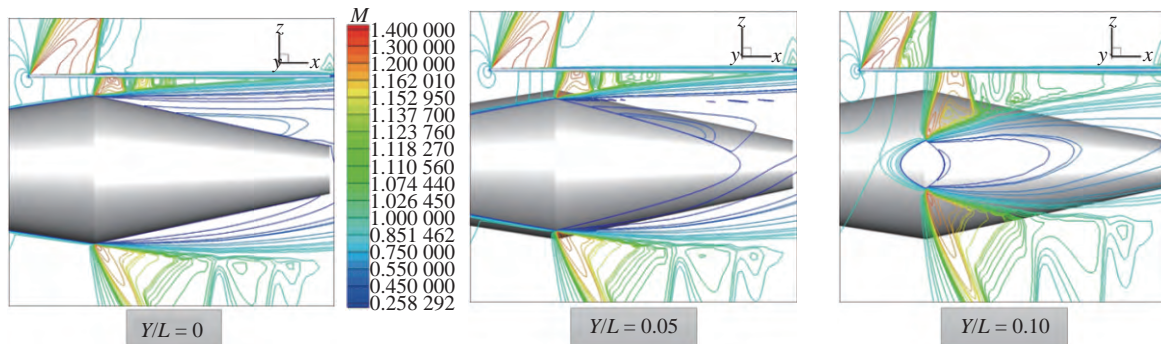 M
1.400 000
1.300 000
1.200 000
1.162 010
1.152 950
1.137 700
1.123 760
1.118 270
1.110 560
1.074 440
1.026 450
1.000 000
0.851 462
0.750 000
0.550 000
0.450 000
0.258 292
z
y
x
Y/L = 0
z
y
x
Y/L = 0.05
z
y
x
Y/L = 0.10